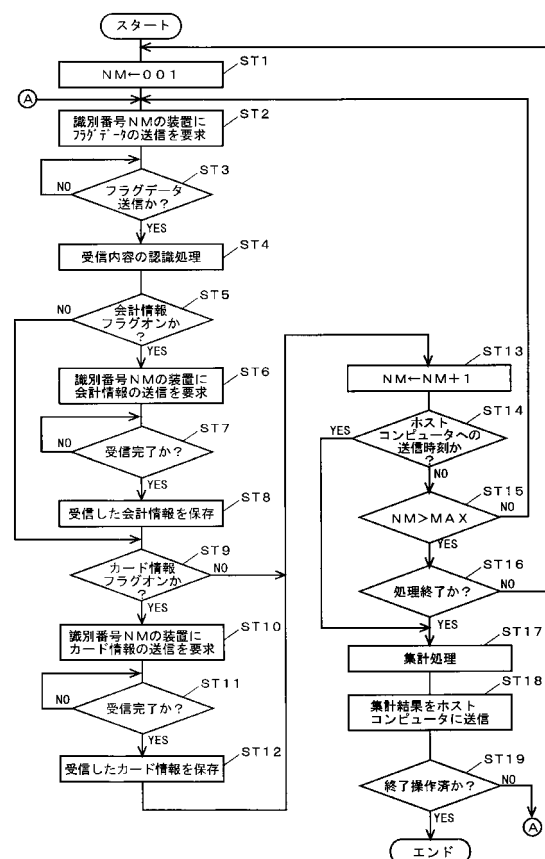 スタート
NM←001
ST1
A
識別番号NMの装置に
フラグデータの送信を要求
ST2
フラグデータ
送信か?
ST3
NO
YES
受信内容の認識処理
ST4
会計情報
フラグオンか
?
ST5
NO
YES
識別番号NMの装置に
会計情報の送信を要求
ST6
受信完了か?
ST7
NO
YES
受信した会計情報を保存
ST8
カード情報
フラグオンか
?
ST9
NO
YES
識別番号NMの装置に
カード情報の送信を要求
ST10
受信完了か?
ST11
NO
YES
受信したカード情報を保存
ST12
NM←NM+1
ST13
ホスト
コンピュータへの
送信時刻か
?
ST14
YES
NO
NM>MAX
ST15
NO
YES
処理終了か?
ST16
YES
集計処理
ST17
集計結果をホスト
コンピュータに送信
ST18
終了操作済か?
ST19
NO
A
YES
エンド